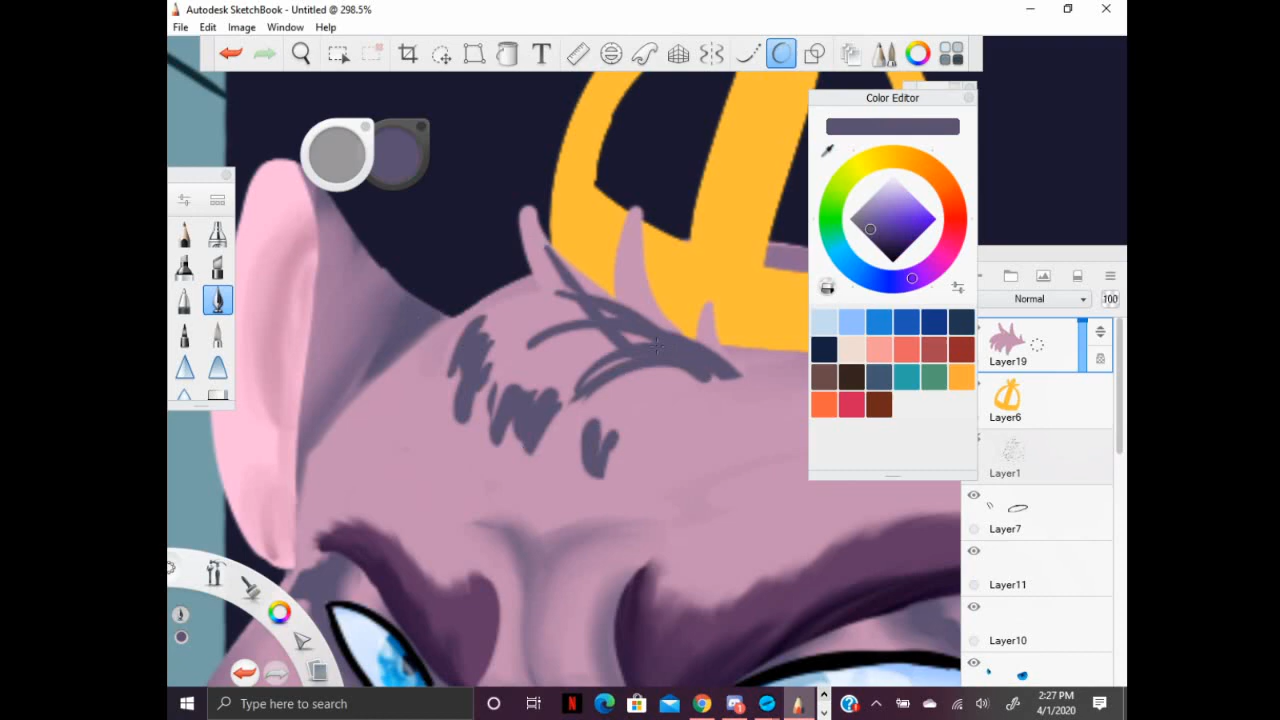 Autodesk SketchBook - Untitled @ 298.5%
File Edit Image Window Help
T
Color Editor
Normal 100
Layer19
Layer6
Layer1
Layer7
Layer11
Layer10
Type here to search
2:27 PM
4/1/2020